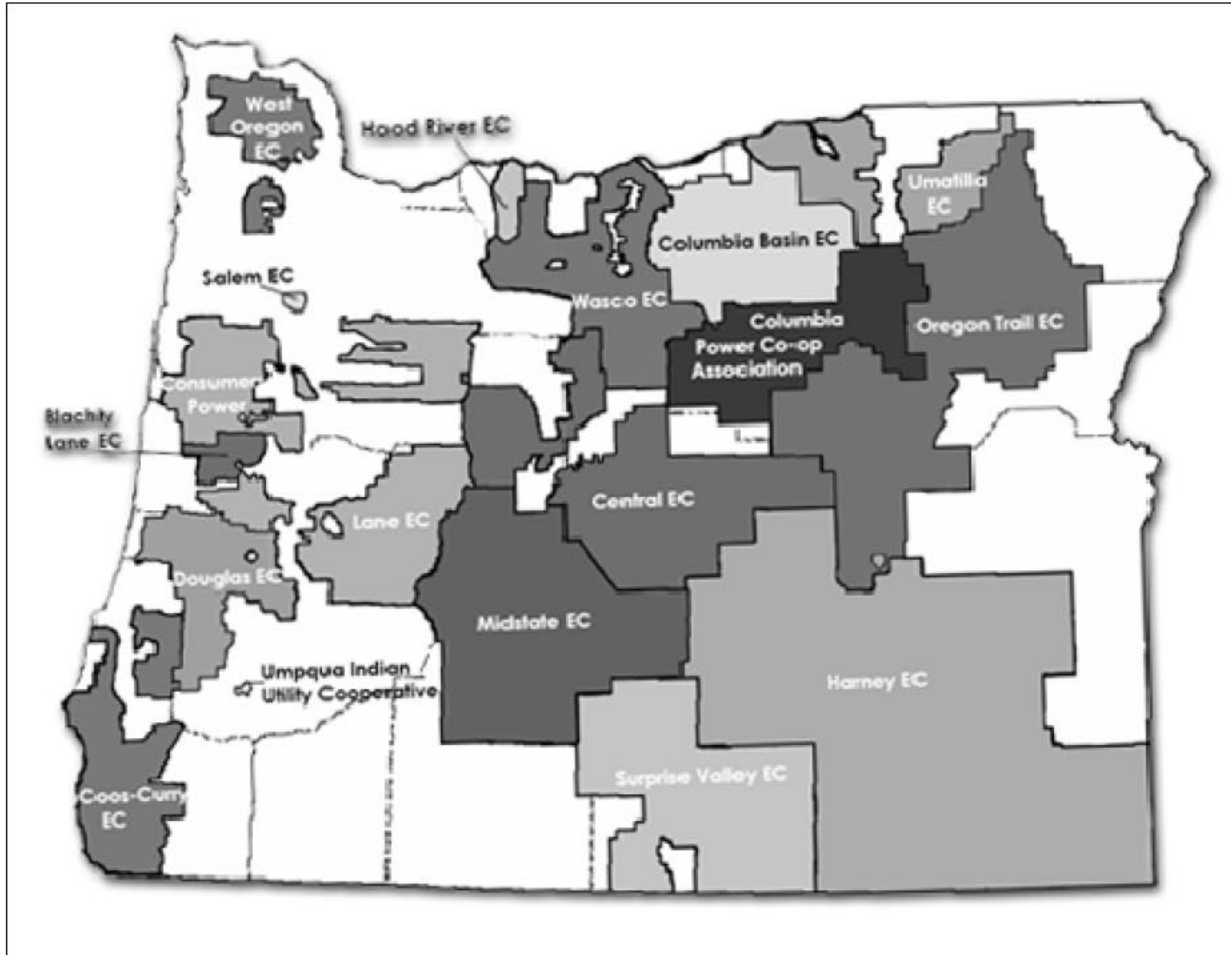 West
Oregon
EC
Hood River EC
Umatilla
EC
Columbia Basin EC
Salem EC
Wasco EC
Columbia
Power Co-op
Association
Oregon Trail EC
Consumer
Power
Blachly
Lane EC
Central EC
Lane EC
Douglas EC
Midstate EC
Umpqua Indian
Utility Cooperative
Harney EC
Surprise Valley EC
Coos-Curry
EC